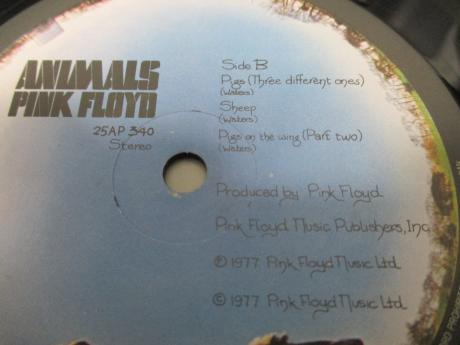 ANIMALS
PINK FLOYD
25AP 340
Stereo
Side B
Pigs (Three different ones)
(Waters)
Sheep
(Waters)
Pigs on the wing (Part two)
(Waters)
Produced by Pink Floyd
Pink Floyd Music Publishers, Inc.
℗ 1977 Pink Floyd Music Ltd.
© 1977 Pink Floyd Music Ltd.